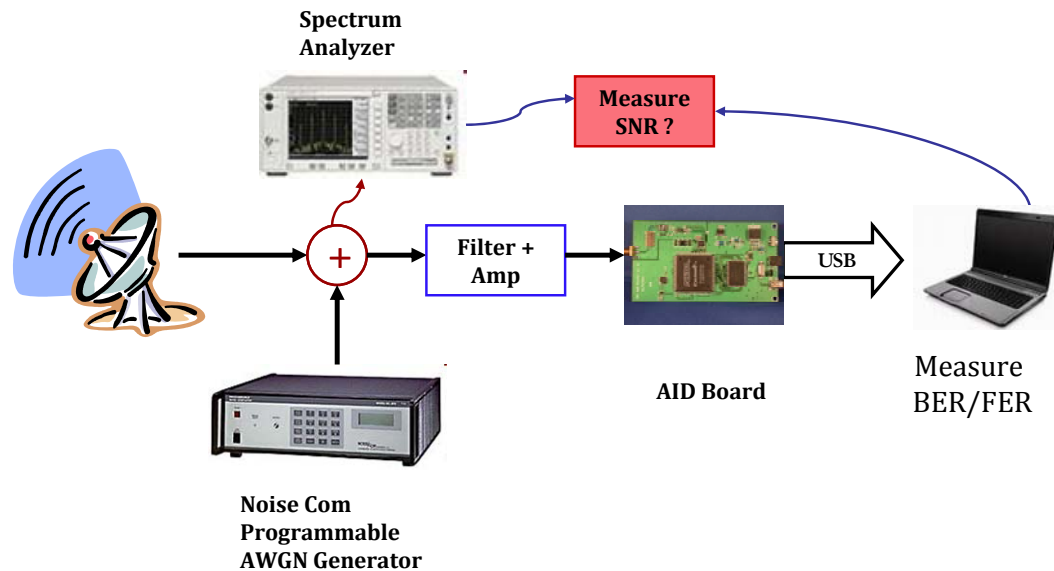 Spectrum
Analyzer
Measure
SNR ?
+
Filter +
Amp
USB
AID Board
Measure
BER/FER
Noise Com
Programmable
AWGN Generator